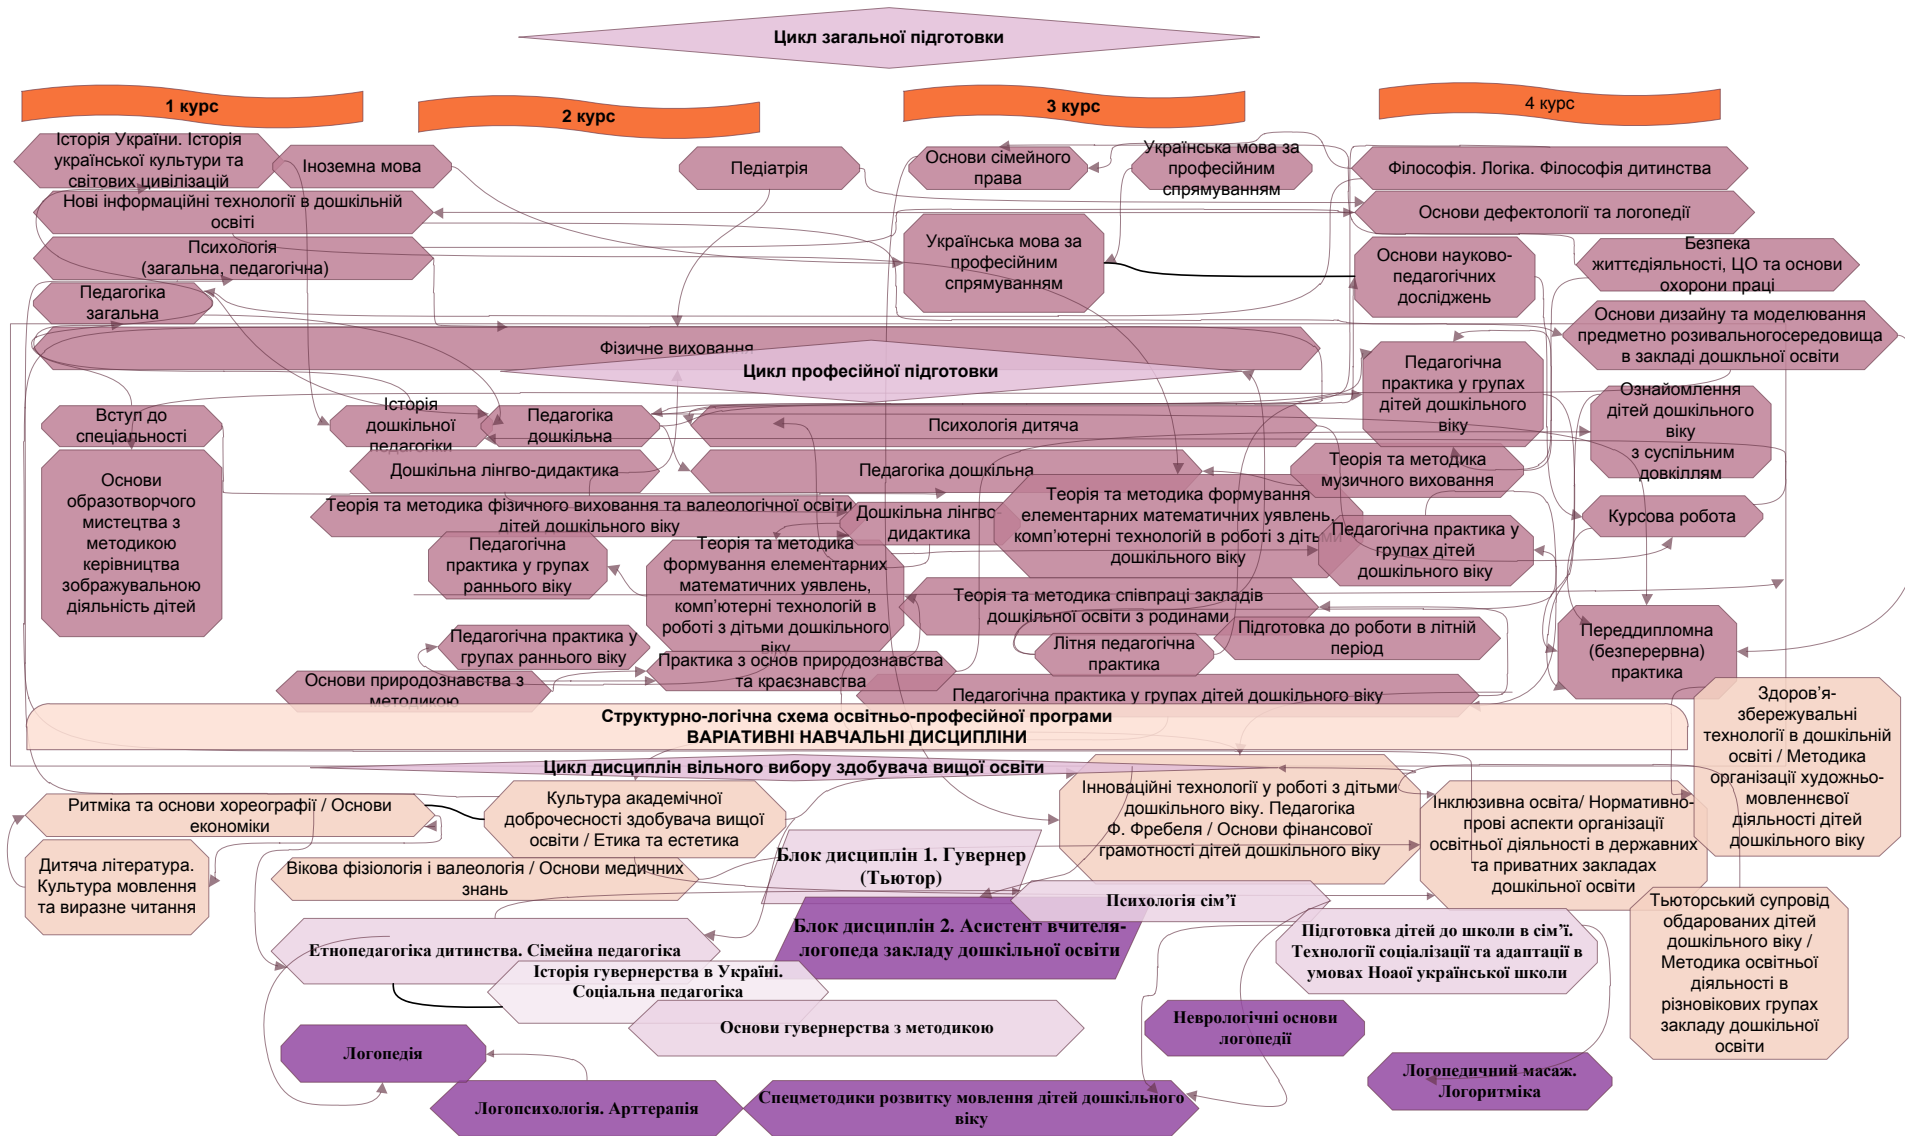 Цикл загальної підготовки
1 курс
2 курс
3 курс
4 курс
Історія України. Історія
української культури та
світових цивілізацій
Іноземна мова
Педіатрія
Основи сімейного
права
Українська мова за
професійним
спрямуванням
Філософія. Логіка. Філософія дитинства
Нові інформаційні технології в дошкільній
освіті
Основи дефектології та логопедії
Психологія
(загальна, педагогічна)
Українська мова за
професійним
спрямуванням
Основи науково-
педагогічних
досліджень
Безпека
життєдіяльності, ЦО та основи
охорони праці
Педагогіка
загальна
Основи дизайну та моделювання
предметно розивальногосередовища
в закладі дошкльної освіти
Фізичне виховання
Цикл професійної підготовки
Педагогічна
практика у групах
дітей дошкільного
віку
Ознайомлення
дітей дошкільного
віку
з суспільним
довкіллям
Вступ до
спеціальності
Історія
дошкільної
педагогіки
Педагогіка
дошкільна
Психологія дитяча
Основи
образотворчого
мистецтва з
методикою
керівництва
зображувальною
діяльність дітей
Дошкільна лінгво-дидактика
Педагогіка дошкільна
Теорія та методика
музичного виховання
Теорія та методика фізичного виховання та валеологічної освіти
дітей дошкільного віку
Дошкільна лінгво-
дидактика
Теорія та методика формування
елементарних математичних уявлень,
комп'ютерні технологій в роботі з дітьми
дошкільного віку
Курсова робота
Педагогічна практика у
групах дітей
дошкільного віку
Педагогічна
практика у групах
раннього віку
Теорія та методика
формування елементарних
математичних уявлень,
комп'ютерні технологій в
роботі з дітьми дошкільного
віку
Теорія та методика співпраці закладів
дошкільної освіти з родинами
Підготовка до роботи в літній
період
Переддипломна
(безперервна)
практика
Педагогічна практика у
групах раннього віку
Літня педагогічна
практика
Практика з основ природознавства
та краєзнавства
Основи природознавства з
методикою
Педагогічна практика у групах дітей дошкільного віку
Структурно-логічна схема освітньо-професійної програми
ВАРІАТИВНІ НАВЧАЛЬНІ ДИСЦИПЛІНИ
Здоров’я-
збережувальні
технології в дошкільній
освіті / Методика
організації художньо-
мовленнєвої
діяльності дітей
дошкільного віку
Цикл дисциплін вільного вибору здобувача вищої освіти
Ритміка та основи хореографії / Основи
економіки
Культура академічної
доброчесності здобувача вищої
освіти / Етика та естетика
Інноваційні технології у роботі з дітьми
дошкільного віку. Педагогіка
Ф. Фребеля / Основи фінансової
грамотності дітей дошкільного віку
Інклюзивна освіта/ Нормативно-
прові аспекти організації
освітньої діяльності в державних
та приватних закладах
дошкільної освіти
Дитяча література.
Культура мовлення
та виразне читання
Вікова фізіологія і валеологія / Основи медичних
знань
Блок дисциплін 1. Гувернер
(Тьютор)
Психологія сім’ї
Тьюторський супровід
обдарованих дітей
дошкільного віку /
Методика освітньої
діяльності в
різновікових групах
закладу дошкільної
освіти
Блок дисциплін 2. Асистент вчителя-
логопеда закладу дошкільної освіти
Етнопедагогіка дитинства. Сімейна педагогіка
Підготовка дітей до школи в сім’ї.
Технології соціалізації та адаптації в
умовах Ноаої української школи
Історія гувернерства в Україні.
Соціальна педагогіка
Основи гувернерства з методикою
Неврологічні основи
логопедії
Логопедія
Логопедичний масаж.
Логоритміка
Логопсихологія. Арттерапія
Спецметодики розвитку мовлення дітей дошкільного
віку